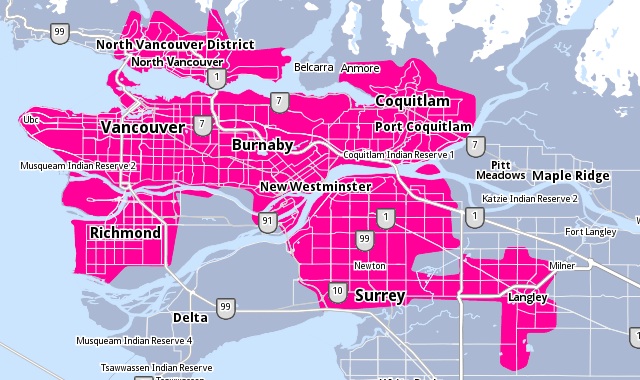 99
North Vancouver District
North Vancouver
Belcarra
Anmore
1
7
Coquitlam
Ubc
Vancouver
7
Port Coquitlam
Burnaby
7
Musqueam Indian Reserve 2
Coquitlam Indian Reserve 1
Pitt
Meadows
Maple Ridge
New Westminster
Katzie Indian Reserve 2
91
1
1
Richmond
99
Fort Langley
Newton
Milner
10
Surrey
Langley
99
Delta
1
Musqueam Indian Reserve 4
Tsawwassen Indian Reserve
Tsawwassen